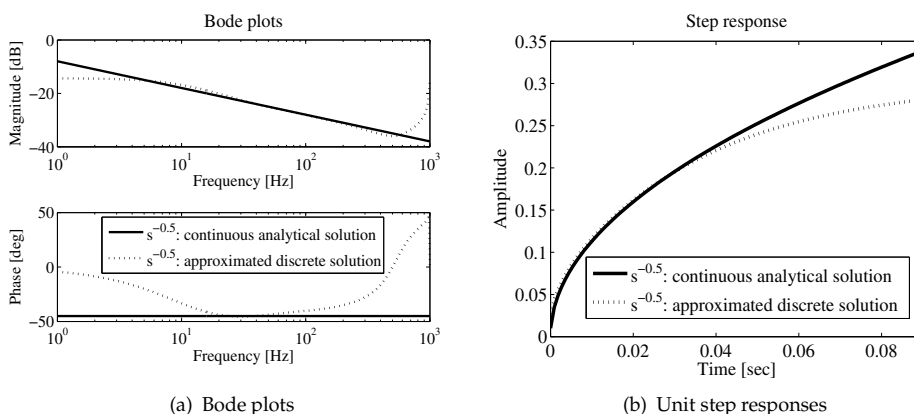 Bode plots
0
−20
−40
Magnitude [dB]
10^0
10^1
10^2
10^3
Frequency [Hz]
50
0
−50
Phase [deg]
s^−0.5: continuous analytical solution
s^−0.5: approximated discrete solution
10^0
10^1
10^2
10^3
Frequency [Hz]
(a) Bode plots
Step response
0.35
0.3
0.25
0.2
0.15
0.1
0.05
0
Amplitude
s^−0.5: continuous analytical solution
s^−0.5: approximated discrete solution
0
0.02
0.04
0.06
0.08
Time [sec]
(b) Unit step responses